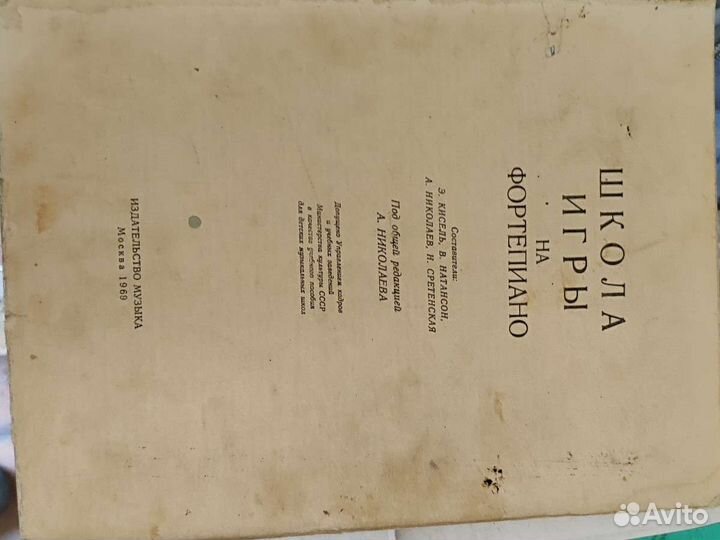 ШКОЛА
ИГРЫ
НА
ФОРТЕПИАНО
Составители:
Э. КИСЕЛЬ, В. НАТАНСОН,
А. НИКОЛАЕВ, Н. СРЕТЕНСКАЯ
Под общей редакцией
А. НИКОЛАЕВА
Допущено Управлением кадров
и учебных заведений
Министерства культуры СССР
в качестве учебного пособия
для детских музыкальных школ
ИЗДАТЕЛЬСТВО МУЗЫКА
Москва 1969
Avito